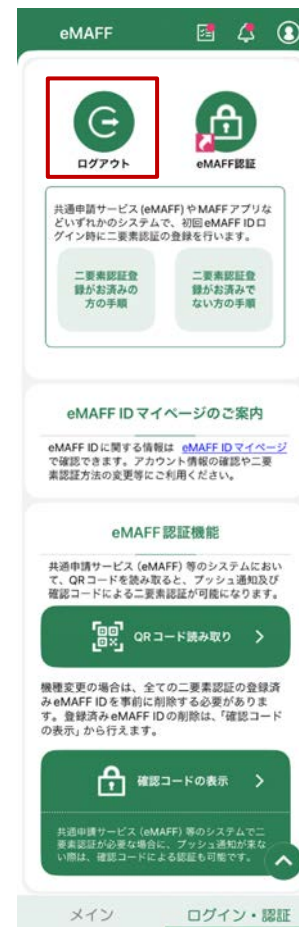 eMAFF
ログアウト
eMAFF認証
共通申請サービス (eMAFF) やMAFFアプリな
どいずれかのシステムで、初回eMAFF IDロ
グイン時に二要素認証の登録を行います。
二要素認証登
録がお済みの
方の手順
二要素認証登
録がお済みで
ない方の手順
eMAFF IDマイページのご案内
eMAFF IDに関する情報は eMAFF IDマイページ
で確認できます。アカウント情報の確認や二要
素認証方法の変更等にご利用ください。
eMAFF認証機能
共通申請サービス (eMAFF) 等のシステムにおい
て、QRコードを読み取ると、プッシュ通知及び
確認コードによる二要素認証が可能になります。
QRコード読み取り
機種変更の場合は、全ての二要素認証の登録済
みeMAFF IDを事前に削除する必要がありま
す。登録済みeMAFF IDの削除は、「確認コード
の表示」から行えます。
確認コードの表示
共通申請サービス (eMAFF) 等のシステムで二
要素認証が必要な場合に、プッシュ通知が来な
い際は、確認コードによる認証も可能です。
メイン
ログイン・認証